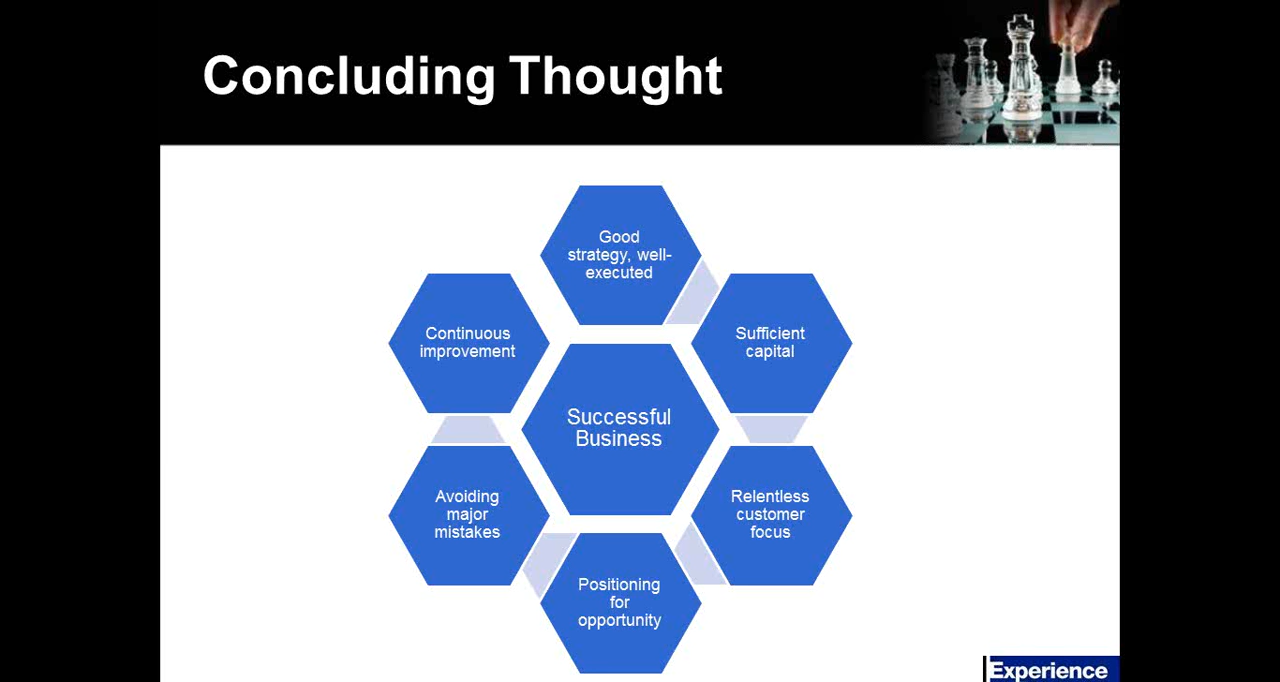 Concluding Thought
Good
strategy, well-
executed
Sufficient
capital
Relentless
customer
focus
Positioning
for
opportunity
Avoiding
major
mistakes
Continuous
improvement
Successful
Business
Experience